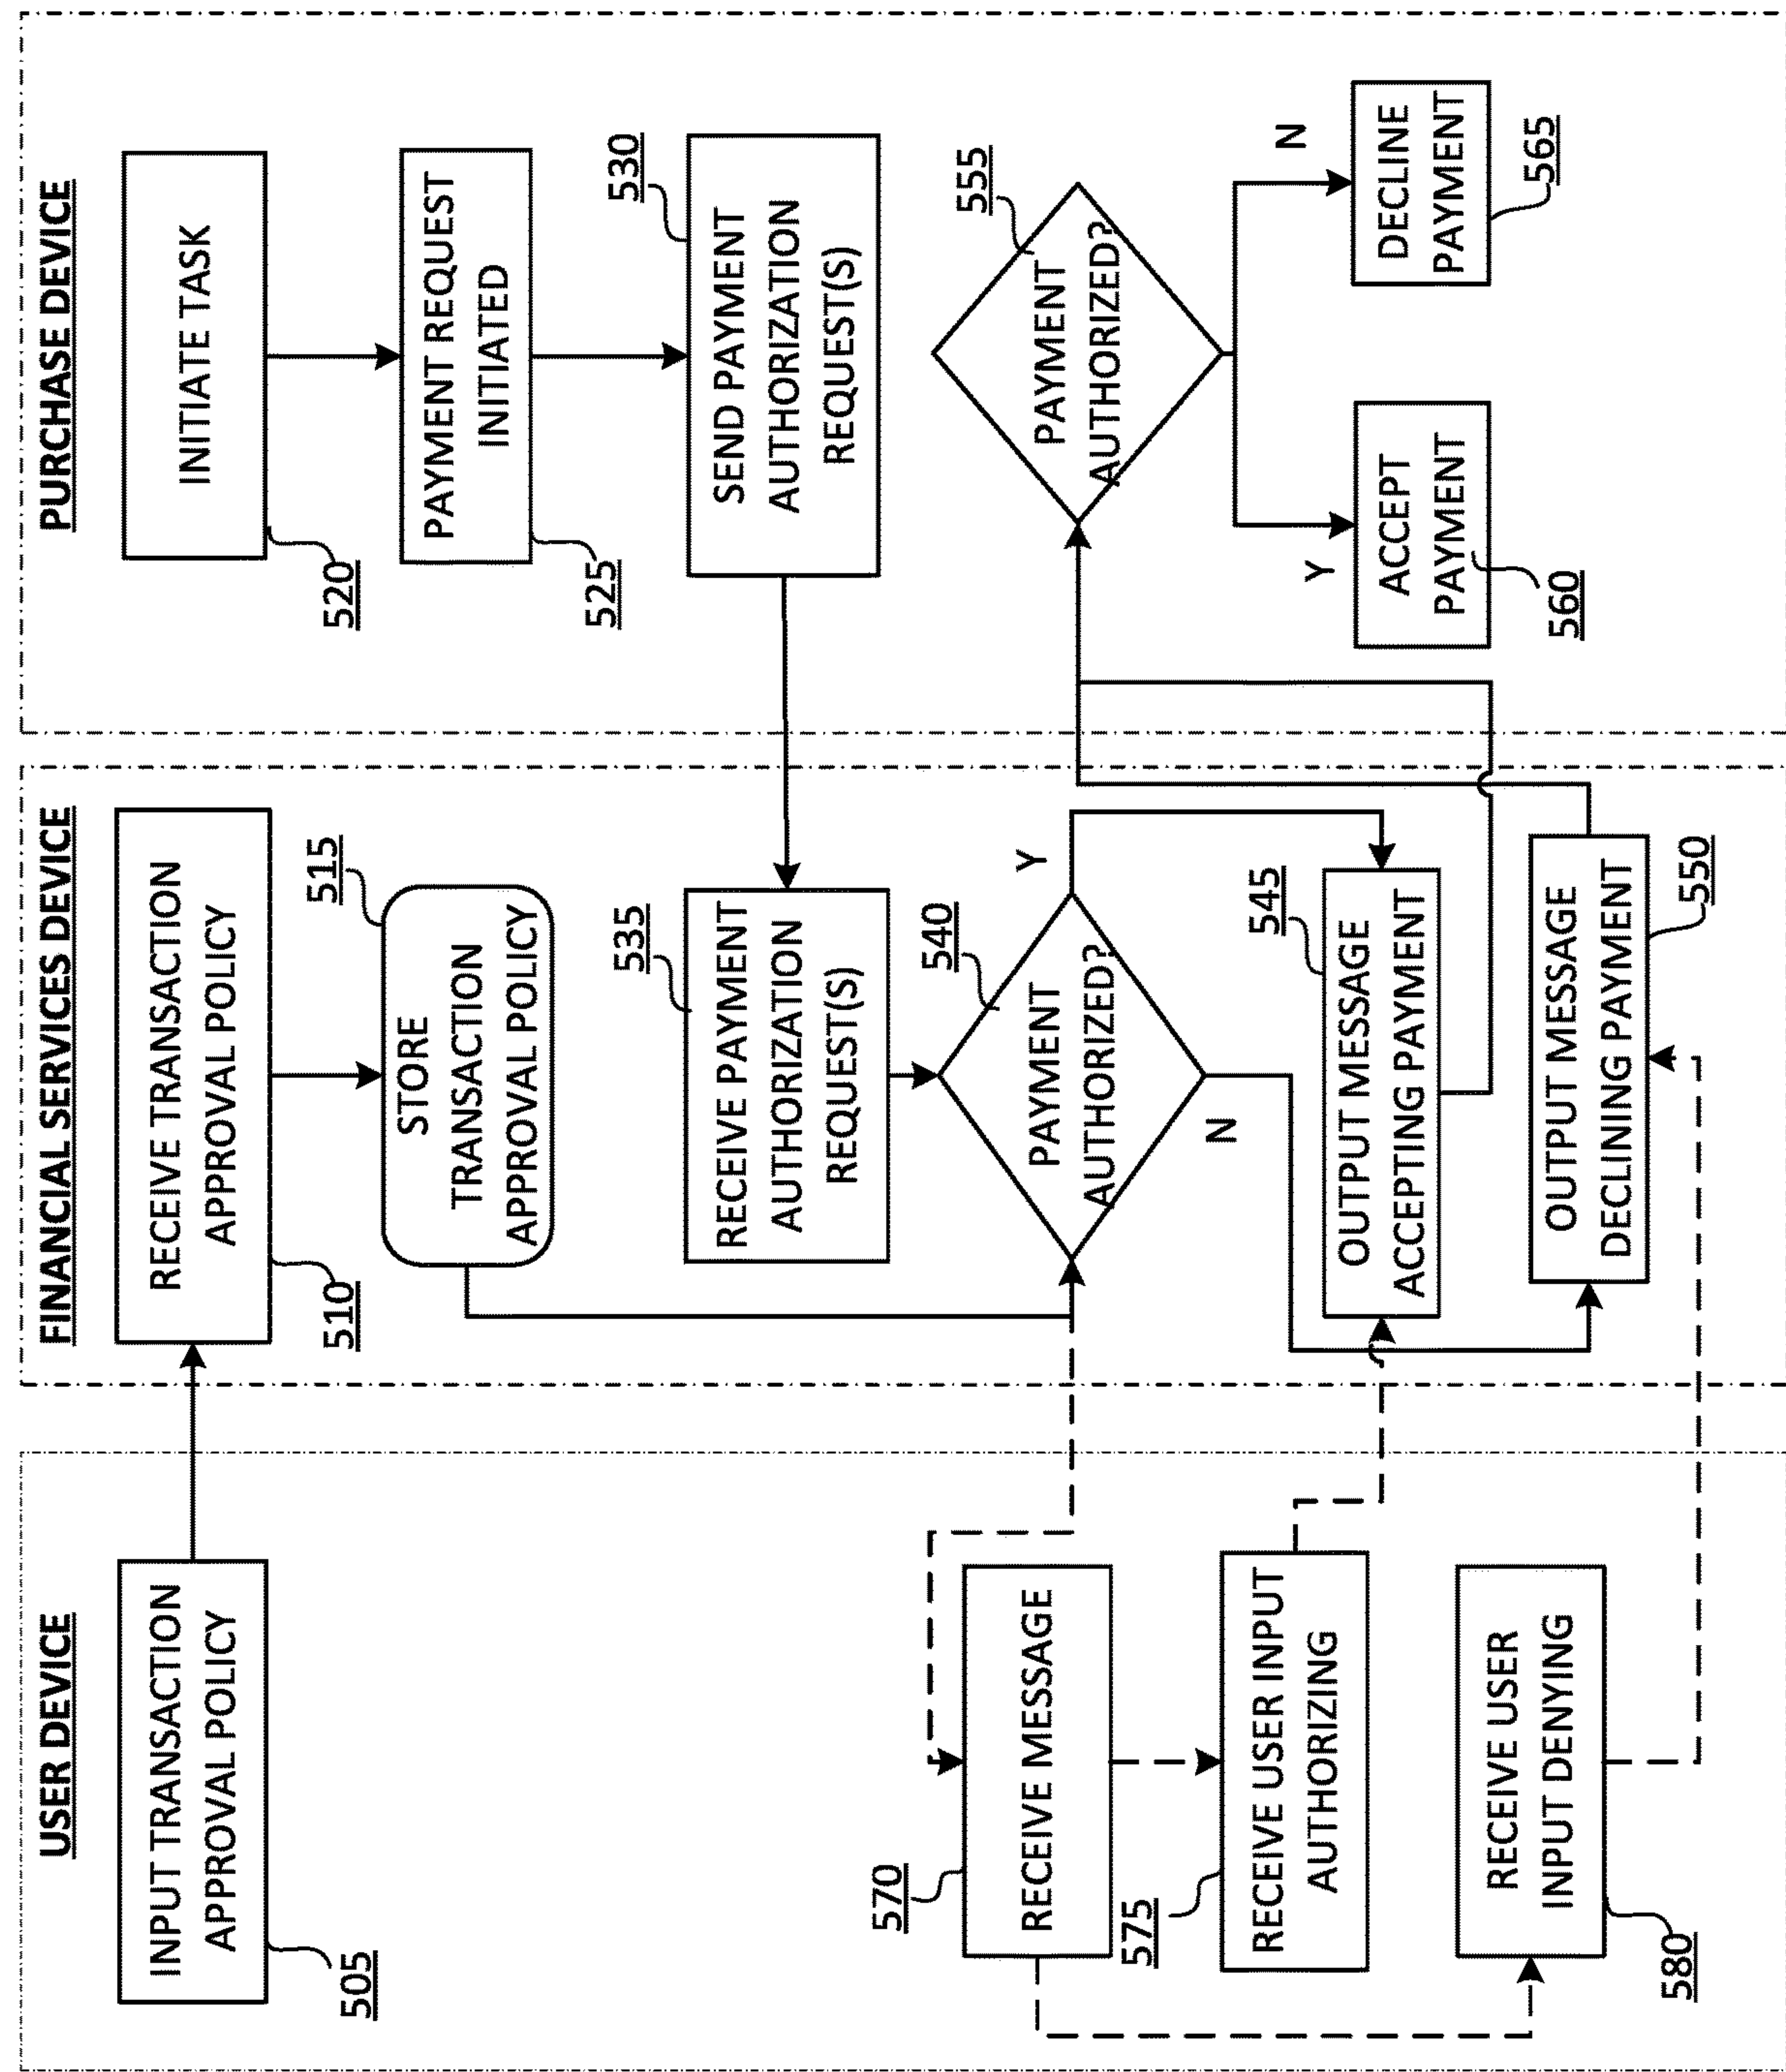 USER DEVICE
INPUT TRANSACTION
APPROVAL POLICY
505
570
RECEIVE MESSAGE
575
RECEIVE USER INPUT
AUTHORIZING
RECEIVE USER
INPUT DENYING
580
FINANCIAL SERVICES DEVICE
RECEIVE TRANSACTION
APPROVAL POLICY
510
515
STORE
TRANSACTION
APPROVAL POLICY
535
RECEIVE PAYMENT
AUTHORIZATION
REQUEST(S)
540
PAYMENT
AUTHORIZED?
Y
N
545
OUTPUT MESSAGE
ACCEPTING PAYMENT
OUTPUT MESSAGE
DECLINING PAYMENT
550
PURCHASE DEVICE
INITIATE TASK
520
PAYMENT REQUEST
INITIATED
525
530
SEND PAYMENT
AUTHORIZATION
REQUEST(S)
555
PAYMENT
AUTHORIZED?
Y
N
ACCEPT
PAYMENT
560
DECLINE
PAYMENT
565